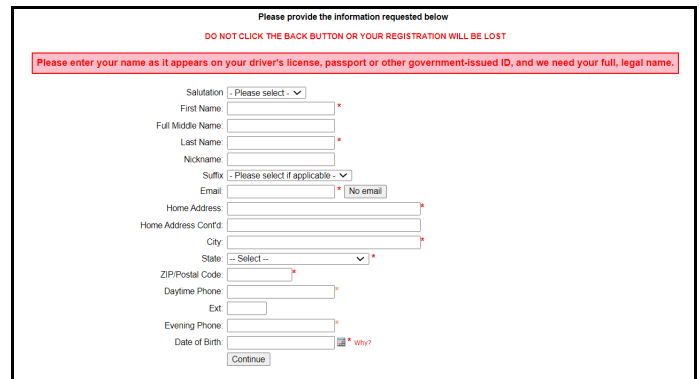 Please provide the information requested below
DO NOT CLICK THE BACK BUTTON OR YOUR REGISTRATION WILL BE LOST
Please enter your name as it appears on your driver's license, passport or other government-issued ID, and we need your full, legal name.
Salutation - Please select -
First Name: *
Full Middle Name:
Last Name: *
Nickname:
Suffix - Please select if applicable -
Email: * No email
Home Address: *
Home Address Cont'd:
City: *
State: -- Select -- *
ZIP/Postal Code: *
Daytime Phone: *
Ext:
Evening Phone: *
Date of Birth: * Why?
Continue